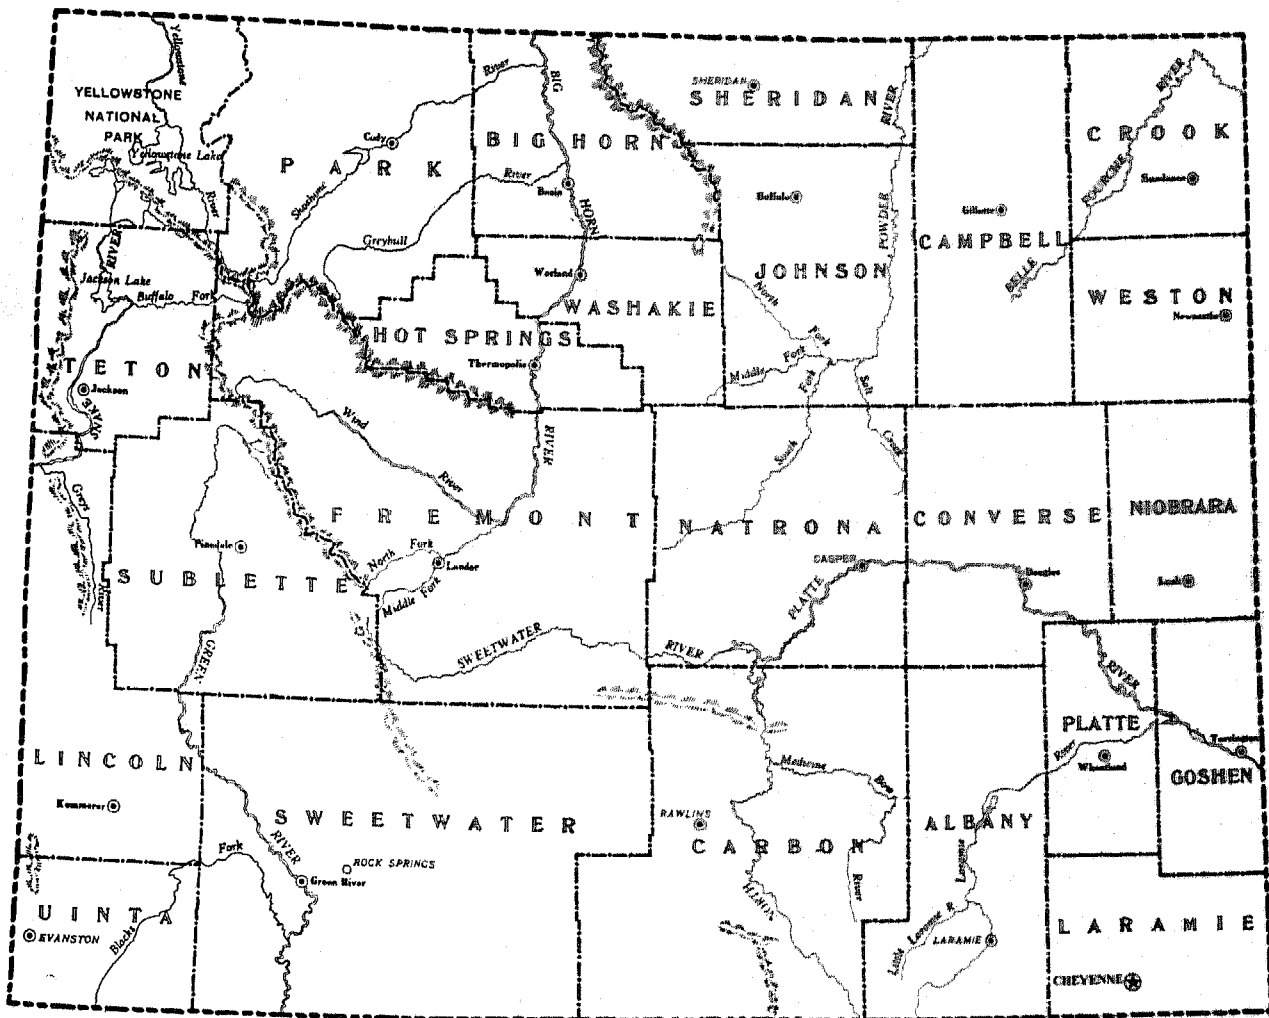 Yellowstone
YELLOWSTONE
NATIONAL
PARK
Yellowstone Lake
River
PARK
Cody
Shoshone
River
BIG HORN
BIG
HORN
River
Basin
Greybull
SHERIDAN
SHERIDAN
RIVER
POWDER
Buffalo
JOHNSON
North
Fork
Middle Fork
Fork
South
Salt
Creek
Gillette
CAMPBELL
CROOK
RIVER
FOURCHE
BELLE
Sundance
WESTON
Newcastle
RIVER
Jackson Lake
Buffalo Fork
TETON
Jackson
SNAKE
Greys
River
Worland
WASHAKIE
HOT SPRINGS
Thermopolis
RIVER
Wind
River
FREMONT
North Fork
Lander
Middle Fork
Pinedale
SUBLETTE
GREEN
SWEETWATER
RIVER
NATRONA
CASPER
PLATTE
CONVERSE
Douglas
NIOBRARA
Lusk
RIVER
PLATTE
River
Wheatland
Torrington
GOSHEN
LINCOLN
Kemmerer
SWEETWATER
RIVER
ROCK SPRINGS
Green River
Fork
Blacks
UINTA
EVANSTON
RAWLINS
CARBON
Medicine
Bow
River
NORTH
ALBANY
Laramie
Little Laramie R.
LARAMIE
LARAMIE
CHEYENNE